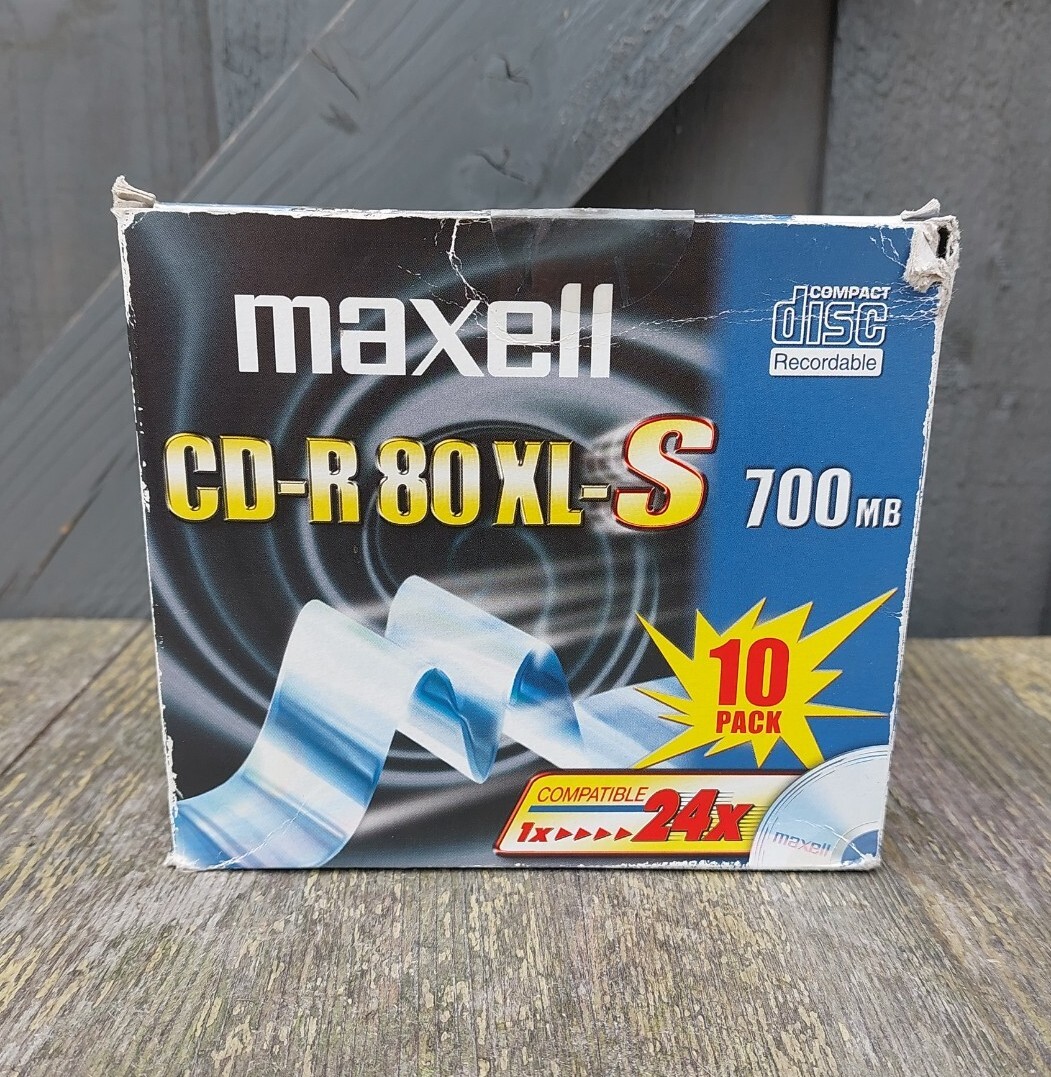 maxell
COMPACT
disc
Recordable
CD-R 80 XL-S
700 MB
10
PACK
COMPATIBLE
1x 24x
maxell